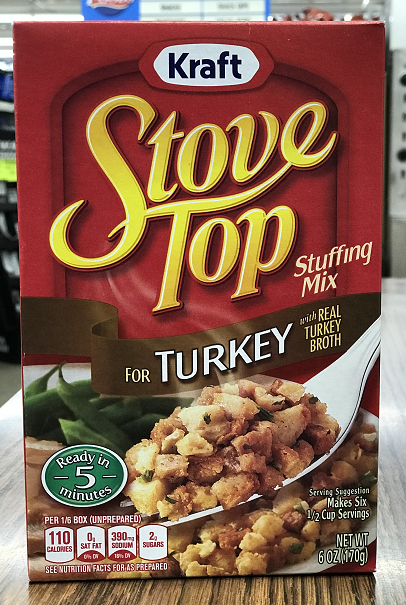 Kraft
Stove
Top
Stuffing
Mix
with REAL
TURKEY
BROTH
FOR TURKEY
Ready in
5
minutes
Serving Suggestion
Makes Six
1/2 Cup Servings
PER 1/6 BOX (UNPREPARED)
110
CALORIES
0g
SAT FAT
0% DV
390mg
SODIUM
16% DV
2g
SUGARS
SEE NUTRITION FACTS FOR AS PREPARED
NET WT
6 OZ (170g)